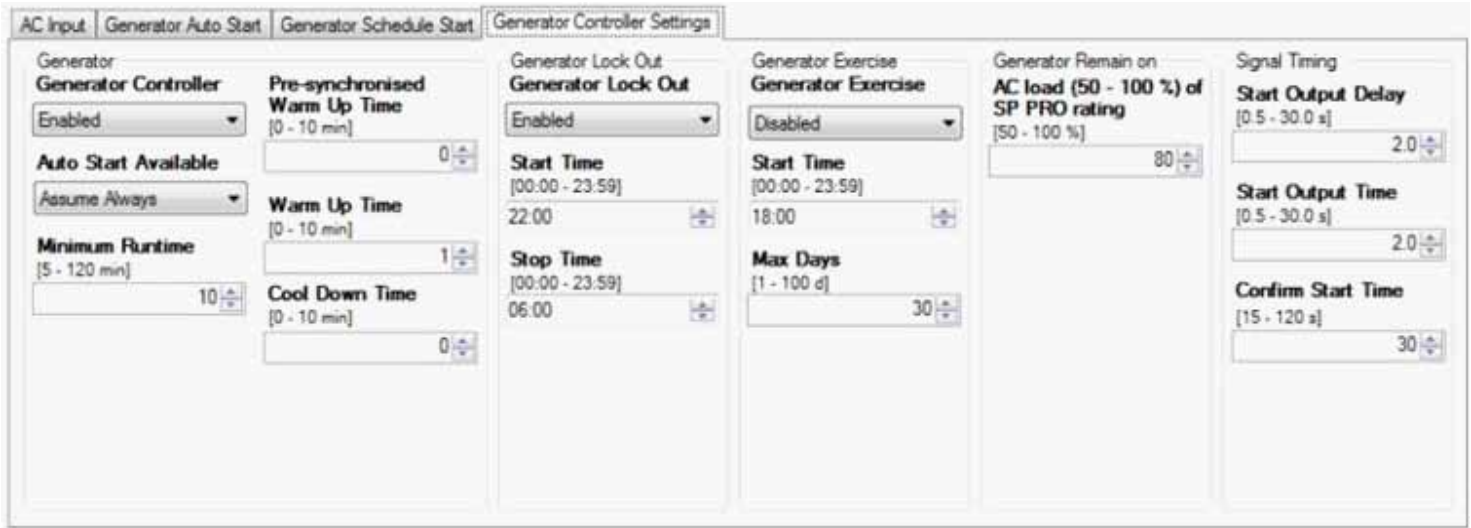 AC Input
Generator Auto Start
Generator Schedule Start
Generator Controller Settings
Generator
Generator Controller
Enabled
Auto Start Available
Assume Always
Minimum Runtime
[5 - 120 min]
10
Pre-synchronised
Warm Up Time
[0 - 10 min]
0
Warm Up Time
[0 - 10 min]
1
Cool Down Time
[0 - 10 min]
0
Generator Lock Out
Generator Lock Out
Enabled
Start Time
[00:00 - 23:59]
22:00
Stop Time
[00:00 - 23:59]
06:00
Generator Exercise
Generator Exercise
Disabled
Start Time
[00:00 - 23:59]
18:00
Max Days
[1 - 100 d]
30
Generator Remain on
AC load (50 - 100 %) of
SP PRO rating
[50 - 100 %]
80
Signal Timing
Start Output Delay
[0.5 - 30.0 s]
2.0
Start Output Time
[0.5 - 30.0 s]
2.0
Confirm Start Time
[15 - 120 s]
30